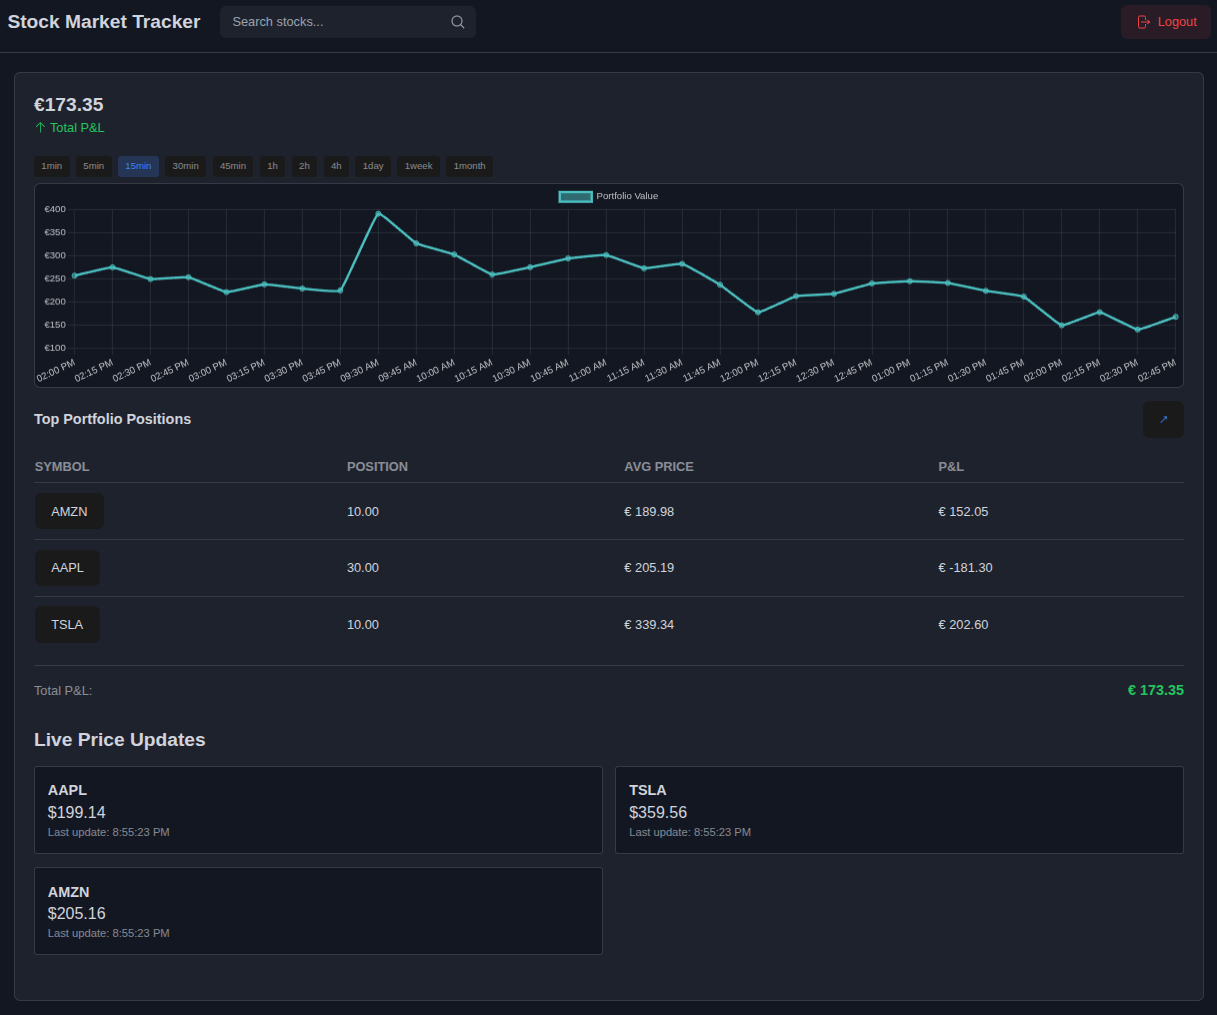 Stock Market Tracker
Search stocks...
Logout
€173.35
Total P&L
1min 5min 15min 30min 45min 1h 2h 4h 1day 1week 1month
Portfolio Value
€400
€350
€300
€250
€200
€150
€100
02:00 PM 02:15 PM 02:30 PM 02:45 PM 03:00 PM 03:15 PM 03:30 PM 03:45 PM 09:30 AM 09:45 AM 10:00 AM 10:15 AM 10:30 AM 10:45 AM 11:00 AM 11:15 AM 11:30 AM 11:45 AM 12:00 PM 12:15 PM 12:30 PM 12:45 PM 01:00 PM 01:15 PM 01:30 PM 01:45 PM 02:00 PM 02:15 PM 02:30 PM 02:45 PM
Top Portfolio Positions
SYMBOL POSITION AVG PRICE P&L
AMZN 10.00 € 189.98 € 152.05
AAPL 30.00 € 205.19 € -181.30
TSLA 10.00 € 339.34 € 202.60
Total P&L: € 173.35
Live Price Updates
AAPL
$199.14
Last update: 8:55:23 PM
TSLA
$359.56
Last update: 8:55:23 PM
AMZN
$205.16
Last update: 8:55:23 PM